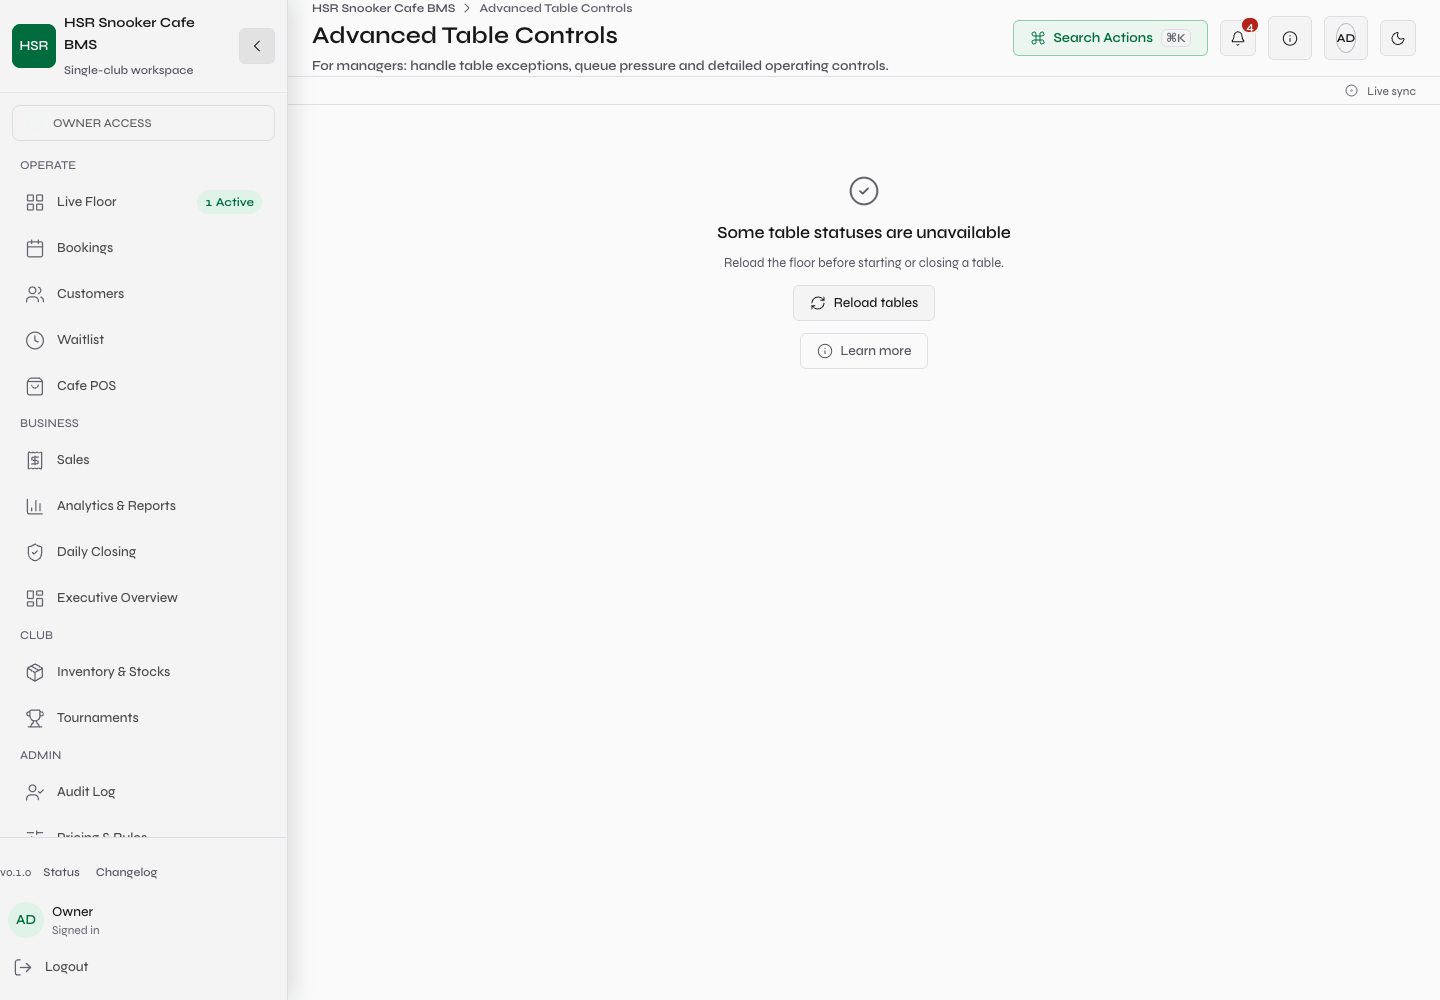 HSR
HSR Snooker Cafe
BMS
Single-club workspace
OWNER ACCESS
OPERATE
Live Floor
1 Active
Bookings
Customers
Waitlist
Cafe POS
BUSINESS
Sales
Analytics & Reports
Daily Closing
Executive Overview
CLUB
Inventory & Stocks
Tournaments
ADMIN
Audit Log
Pricing & Rules
v0.1.0 Status Changelog
AD
Owner
Signed in
Logout
HSR Snooker Cafe BMS > Advanced Table Controls
Advanced Table Controls
For managers: handle table exceptions, queue pressure and detailed operating controls.
Search Actions ⌘K
4
AD
Live sync
Some table statuses are unavailable
Reload the floor before starting or closing a table.
Reload tables
Learn more